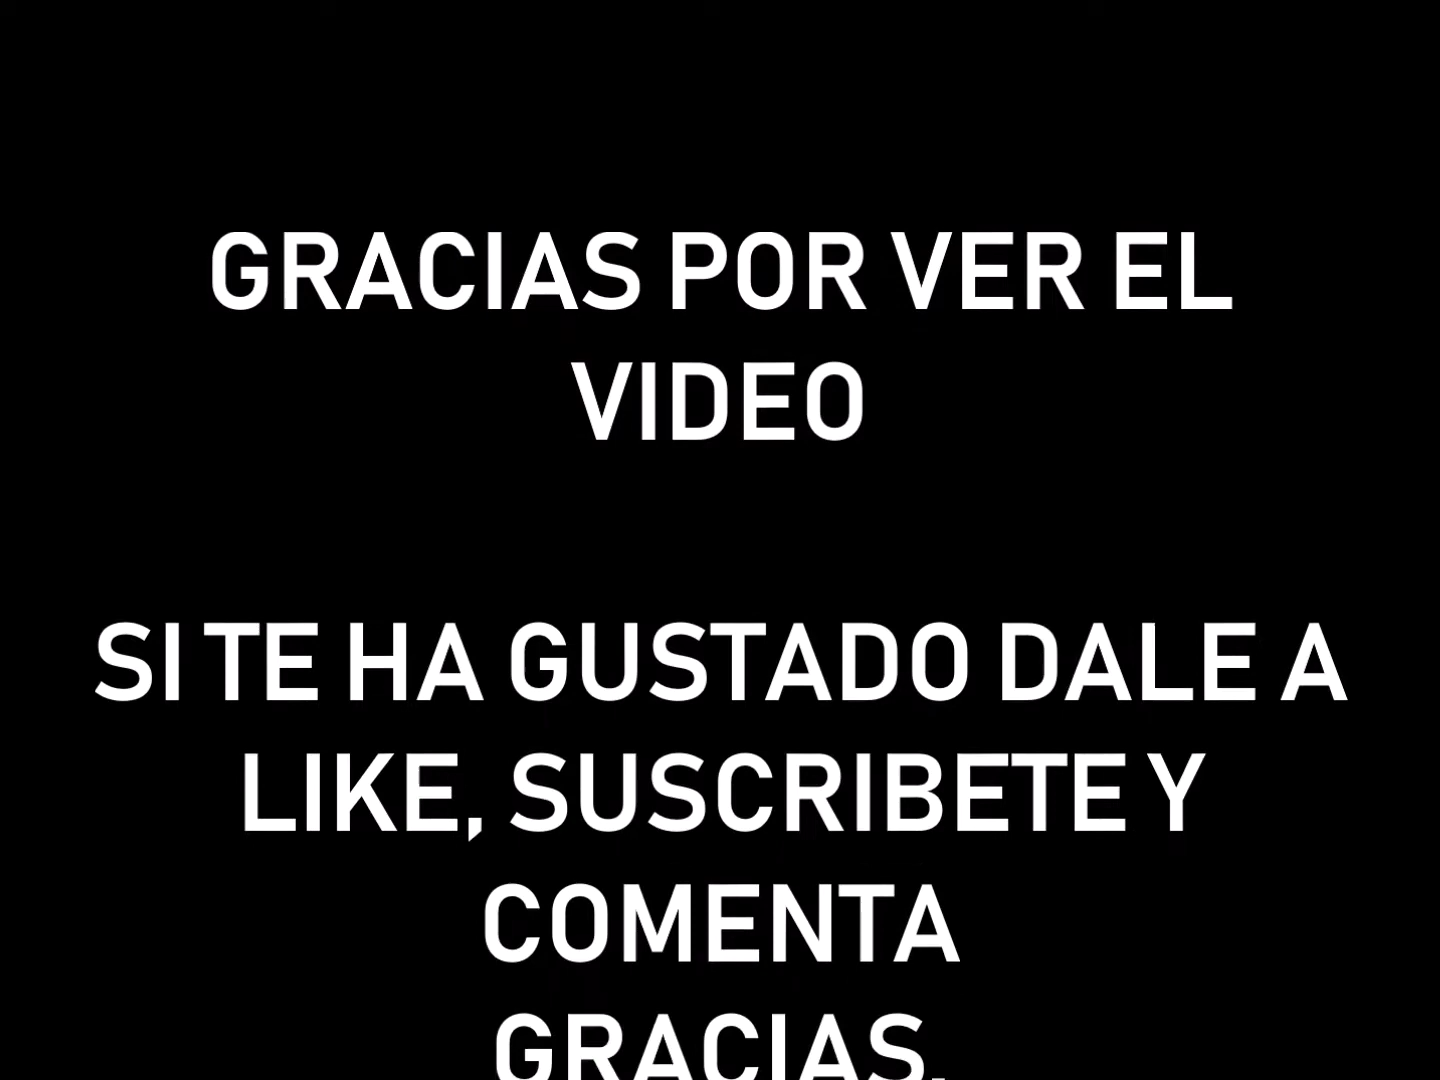 GRACIAS POR VER EL
VIDEO
SI TE HA GUSTADO DALE A
LIKE, SUSCRIBETE Y
COMENTA
GRACIAS.